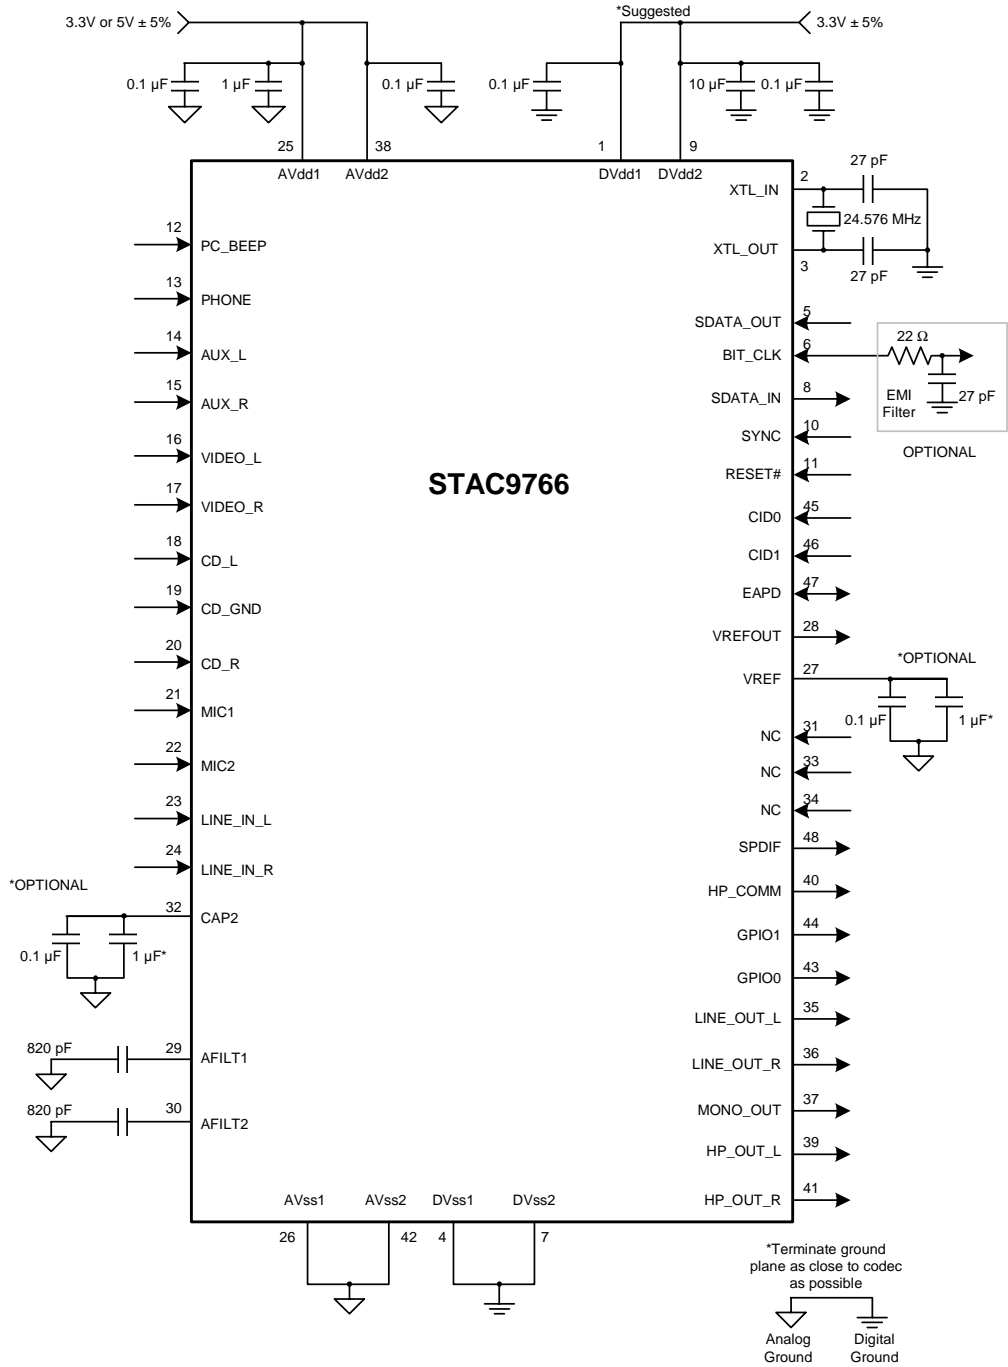 *Suggested
3.3V or 5V ± 5%
3.3V ± 5%
0.1 µF
1 µF
0.1 µF
0.1 µF
10 µF
0.1 µF
25
38
1
9
AVdd1
AVdd2
DVdd1
DVdd2
STAC9766
12
PC_BEEP
13
PHONE
14
AUX_L
15
AUX_R
16
VIDEO_L
17
VIDEO_R
18
CD_L
19
CD_GND
20
CD_R
21
MIC1
22
MIC2
23
LINE_IN_L
24
LINE_IN_R
*OPTIONAL
32
CAP2
0.1 µF
1 µF*
820 pF
29
AFILT1
820 pF
30
AFILT2
27 pF
2
XTL_IN
24.576 MHz
XTL_OUT
3
27 pF
5
SDATA_OUT
6
BIT_CLK
22 Ω
EMI
Filter
27 pF
OPTIONAL
8
SDATA_IN
10
SYNC
11
RESET#
45
CID0
46
CID1
47
EAPD
28
VREFOUT
*OPTIONAL
27
VREF
0.1 µF
1 µF*
31
NC
33
NC
34
NC
48
SPDIF
40
HP_COMM
44
GPIO1
43
GPIO0
35
LINE_OUT_L
36
LINE_OUT_R
37
MONO_OUT
39
HP_OUT_L
41
HP_OUT_R
AVss1
AVss2
DVss1
DVss2
26
42
4
7
*Terminate ground
plane as close to codec
as possible
Analog
Ground
Digital
Ground